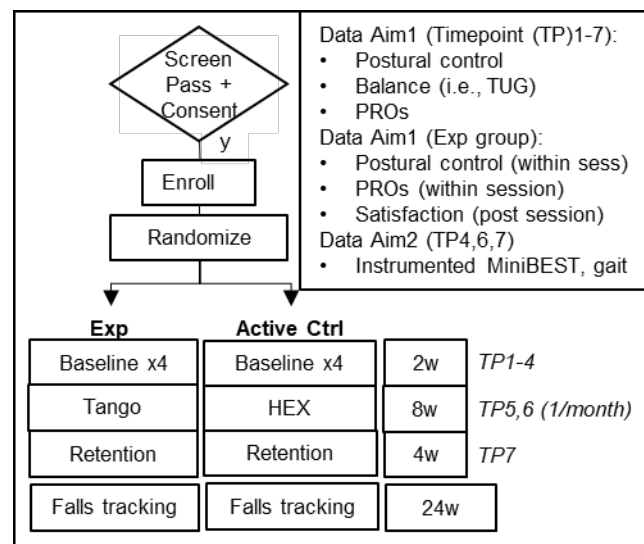 Screen
Pass +
Consent
y
Enroll
Randomize
Data Aim1 (Timepoint (TP)1-7):
• Postural control
• Balance (i.e., TUG)
• PROs
Data Aim1 (Exp group):
• Postural control (within sess)
• PROs (within session)
• Satisfaction (post session)
Data Aim2 (TP4,6,7)
• Instrumented MiniBEST, gait
Exp Active Ctrl
Baseline x4 Baseline x4 2w TP1-4
Tango HEX 8w TP5,6 (1/month)
Retention Retention 4w TP7
Falls tracking Falls tracking 24w